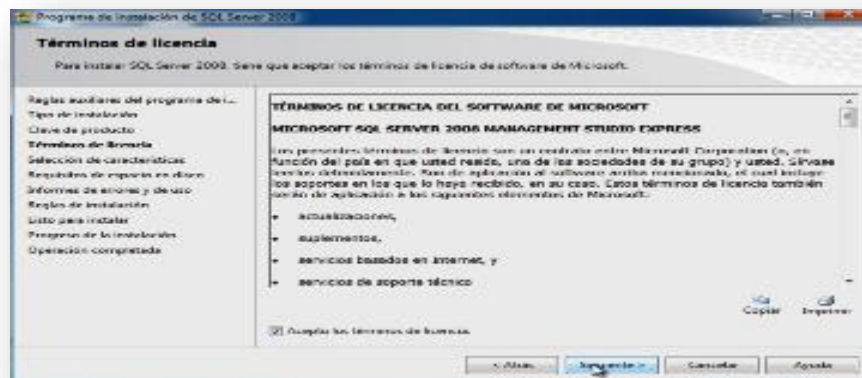 Programa de instalación de SQL Server 2008
Términos de licencia
Para instalar SQL Server 2008, tiene que aceptar los términos de licencia de software de Microsoft.
Reglas auxiliares del programa de i...
Tipo de instalación
Clave de producto
Términos de licencia
Selección de características
Requisitos de espacio en disco
Informes de errores y de uso
Reglas de instalación
Listo para instalar
Progreso de la instalación
Operación completada
TÉRMINOS DE LICENCIA DEL SOFTWARE DE MICROSOFT
MICROSOFT SQL SERVER 2008 MANAGEMENT STUDIO EXPRESS
Los presentes términos de licencia son un contrato entre Microsoft Corporation (o, en
función del país en que usted resida, una de las sociedades de su grupo) y usted. Sírvase
leerlos detenidamente. Son de aplicación al software arriba mencionado, el cual incluye
los soportes en los que lo haya recibido, en su caso. Estos términos de licencia también
serán de aplicación a los siguientes elementos de Microsoft:
• actualizaciones,
• suplementos,
• servicios basados en Internet, y
• servicios de soporte técnico
Copiar Imprimir
Acepto los términos de licencia.
< Atrás Siguiente > Cancelar Ayuda